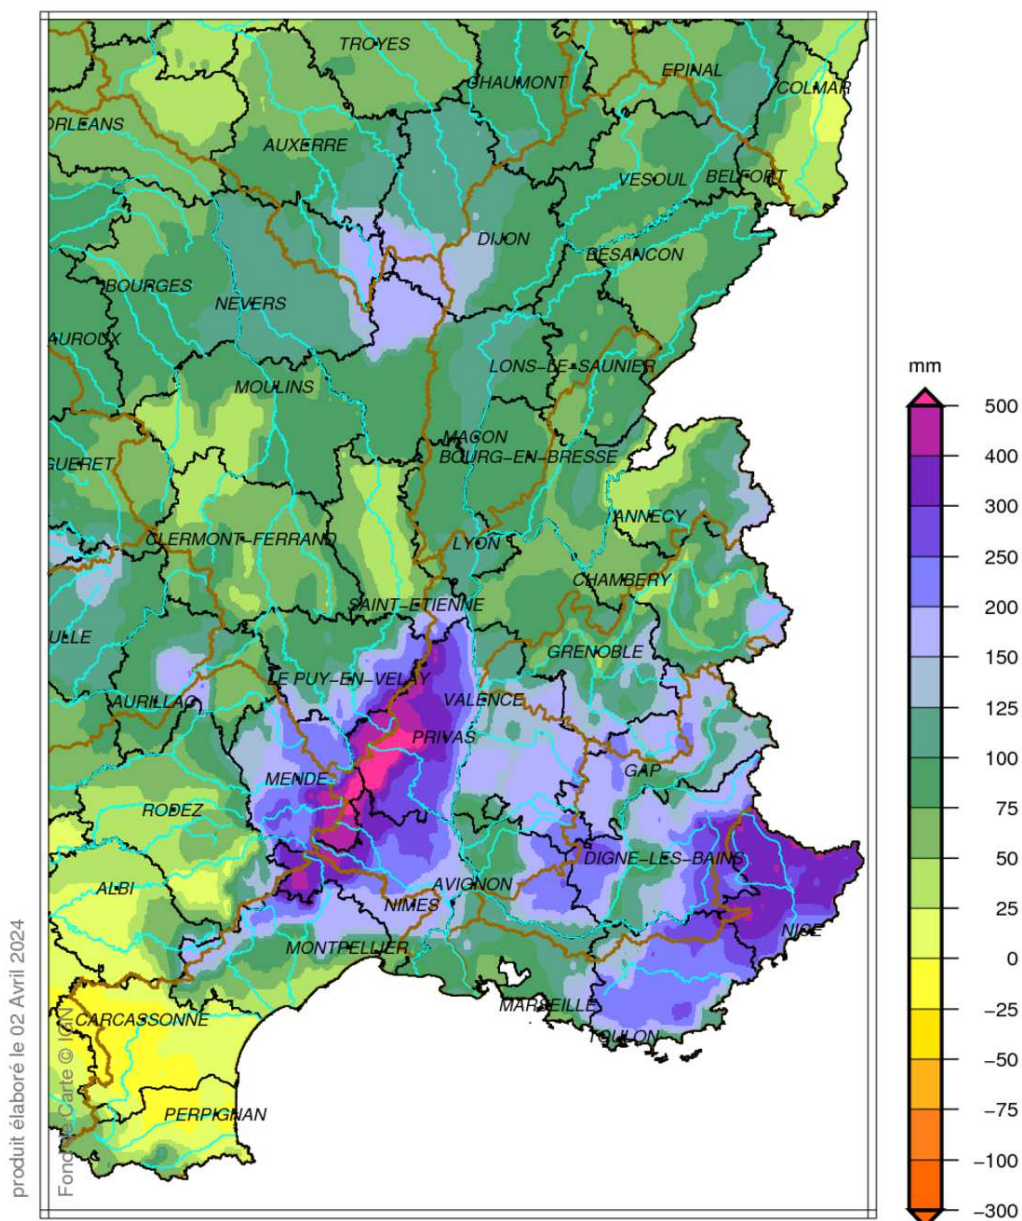 TROYES
CHAUMONT
EPINAL
COLMAR
ORLEANS
AUXERRE
VESOUL
BELFORT
DIJON
BESANCON
BOURGES
NEVERS
AUROUX
LONS-LE-SAUNIER
MOULINS
MACON
BOURG-EN-BRESSE
GUERET
ANNECY
CLERMONT-FERRAND
LYON
CHAMBERY
SAINT-ETIENNE
ULLE
GRENOBLE
LE PUY-EN-VELAY
AURILLAC
VALENCE
PRIVAS
GAP
MENDE
RODEZ
DIGNE-LES-BAINS
ALBI
AVIGNON
NIMES
NICE
MONTPELLIER
MARSEILLE
CARCASSONNE
TOULON
PERPIGNAN
mm
500
400
300
250
200
150
125
100
75
50
25
0
-25
-50
-75
-100
-300
produit élaboré le 02 Avril 2024
Fond de Carte © IGN